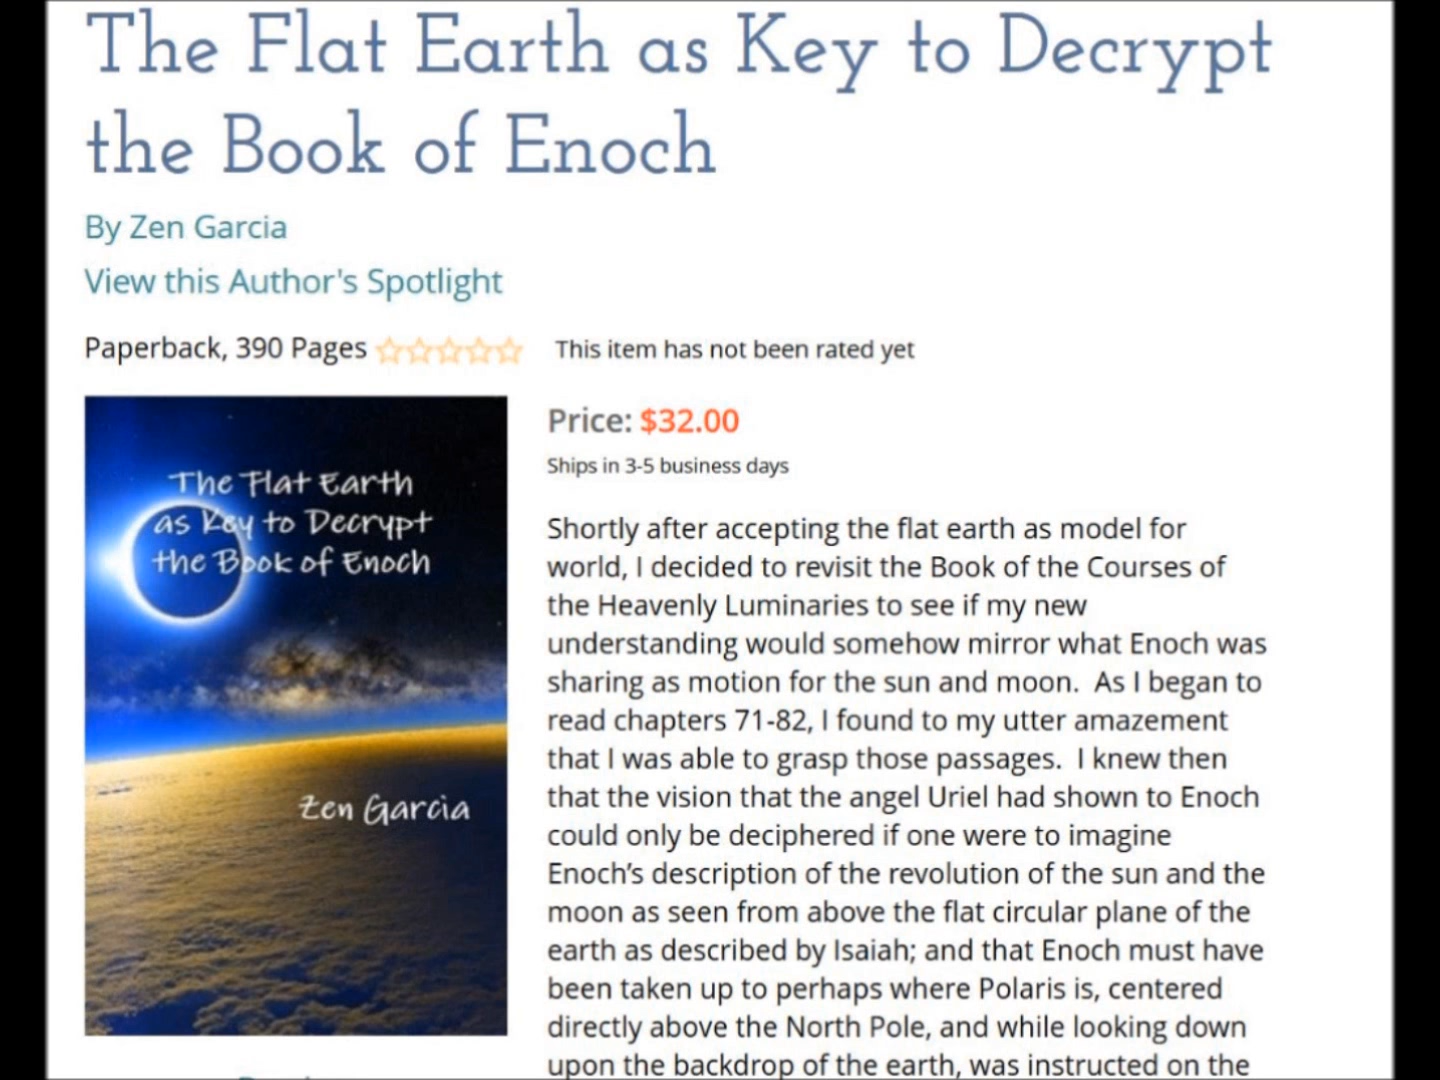 The Flat Earth as Key to Decrypt
the Book of Enoch
By Zen Garcia
View this Author's Spotlight
Paperback, 390 Pages
This item has not been rated yet
The Flat Earth
as Key to Decrypt
the Book of Enoch
Zen Garcia
Price: $32.00
Ships in 3-5 business days
Shortly after accepting the flat earth as model for
world, I decided to revisit the Book of the Courses of
the Heavenly Luminaries to see if my new
understanding would somehow mirror what Enoch was
sharing as motion for the sun and moon.  As I began to
read chapters 71-82, I found to my utter amazement
that I was able to grasp those passages.  I knew then
that the vision that the angel Uriel had shown to Enoch
could only be deciphered if one were to imagine
Enoch’s description of the revolution of the sun and the
moon as seen from above the flat circular plane of the
earth as described by Isaiah; and that Enoch must have
been taken up to perhaps where Polaris is, centered
directly above the North Pole, and while looking down
upon the backdrop of the earth, was instructed on the